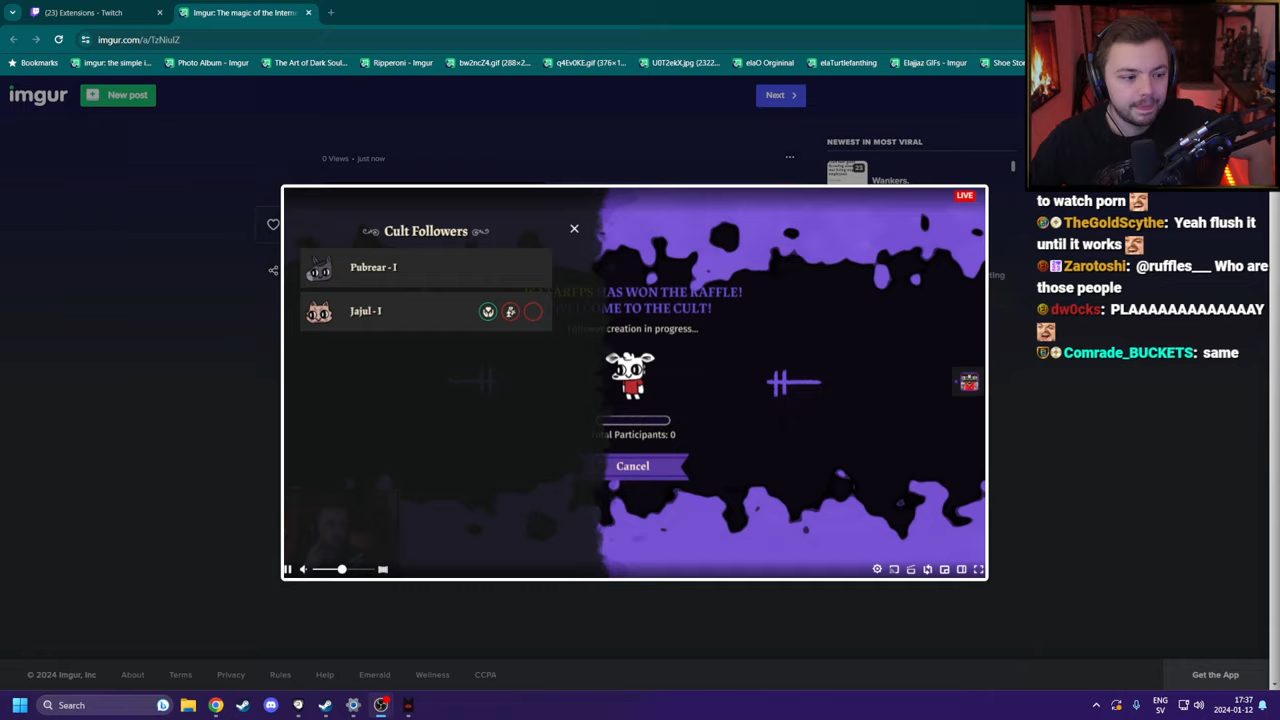 (23) Extensions - Twitch
Imgur: The magic of the Interne
imgur.com/a/TzNiulZ
Bookmarks
imgur: the simple i...
Photo Album - Imgur
The Art of Dark Soul...
Ripperoni - Imgur
bw2ncZ4.gif (288×2...
q4Ev0KE.gif (376×1...
U0T2ekX.jpg (2322...
elaO Orgininal
elaTurtlefanthing
Elajjaz GIFs - Imgur
Shoe Store
imgur
New post
Next
0 Views • just now
NEWEST IN MOST VIRAL
23
Wankers.
LIVE
Cult Followers
Pubrear - I
Jajul - I
HAS WON THE RAFFLE!
TO THE CULT!
creation in progress...
Participants: 0
Cancel
to watch porn
TheGoldScythe: Yeah flush it
until it works
Zarotoshi: @ruffles___ Who are
those people
dw0cks: PLAAAAAAAAAAAAY
Comrade_BUCKETS: same
© 2024 Imgur, Inc
About
Terms
Privacy
Rules
Help
Emerald
Wellness
CCPA
Get the App
Search
ENG
SV
17:37
2024-01-12